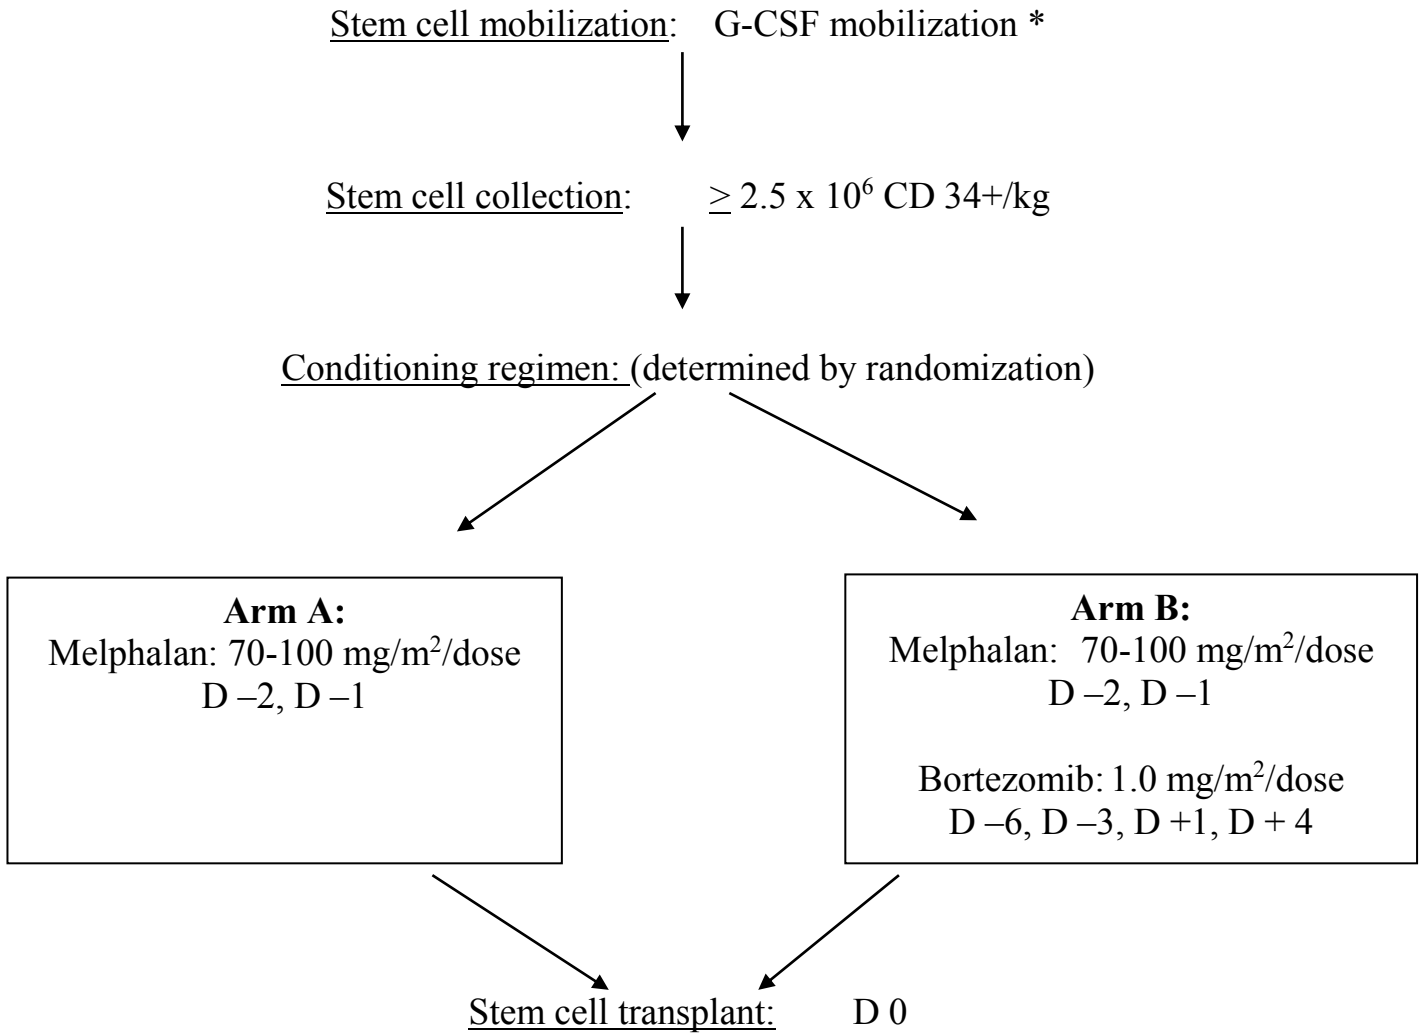 Stem cell mobilization: G-CSF mobilization *
Stem cell collection: ≥ 2.5 x 10⁶ CD 34+/kg
Conditioning regimen: (determined by randomization)
Arm A:
Melphalan: 70-100 mg/m²/dose
D –2, D –1
Arm B:
Melphalan: 70-100 mg/m²/dose
D –2, D –1
Bortezomib: 1.0 mg/m²/dose
D –6, D –3, D +1, D + 4
Stem cell transplant: D 0